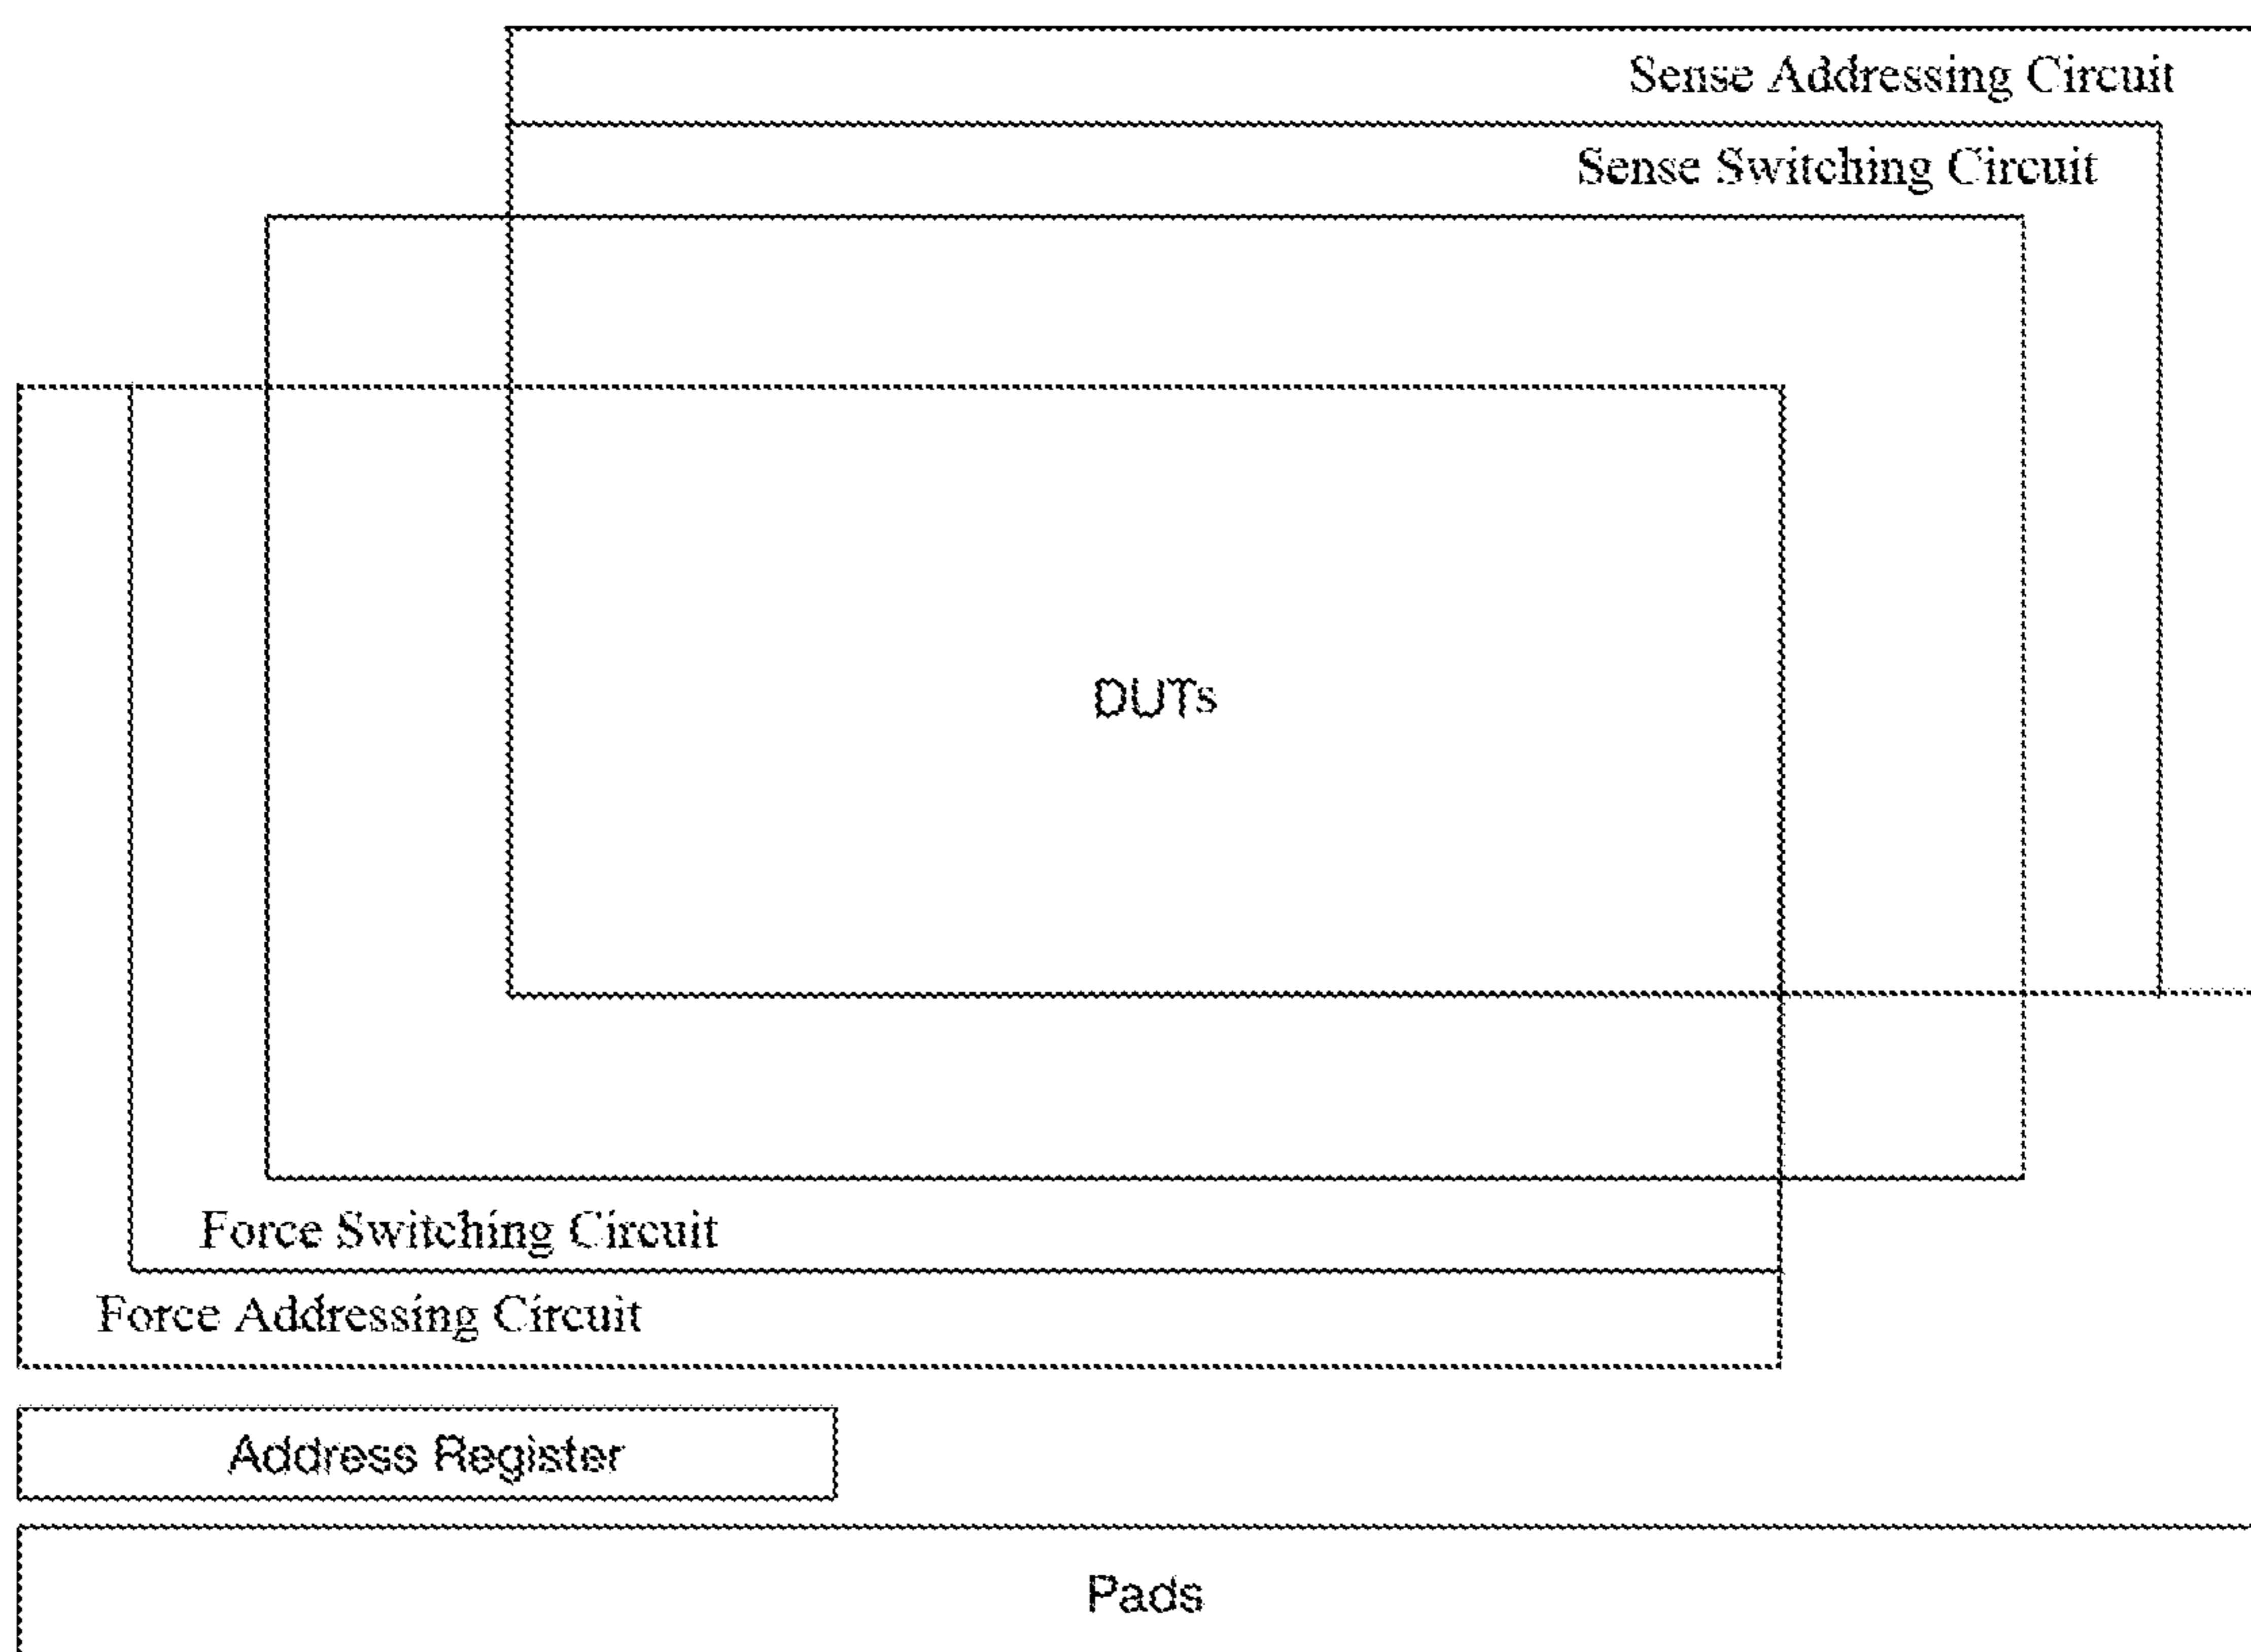 Sense Addressing Circuit
Sense Switching Circuit
DUTs
Force Switching Circuit
Force Addressing Circuit
Address Register
Pads